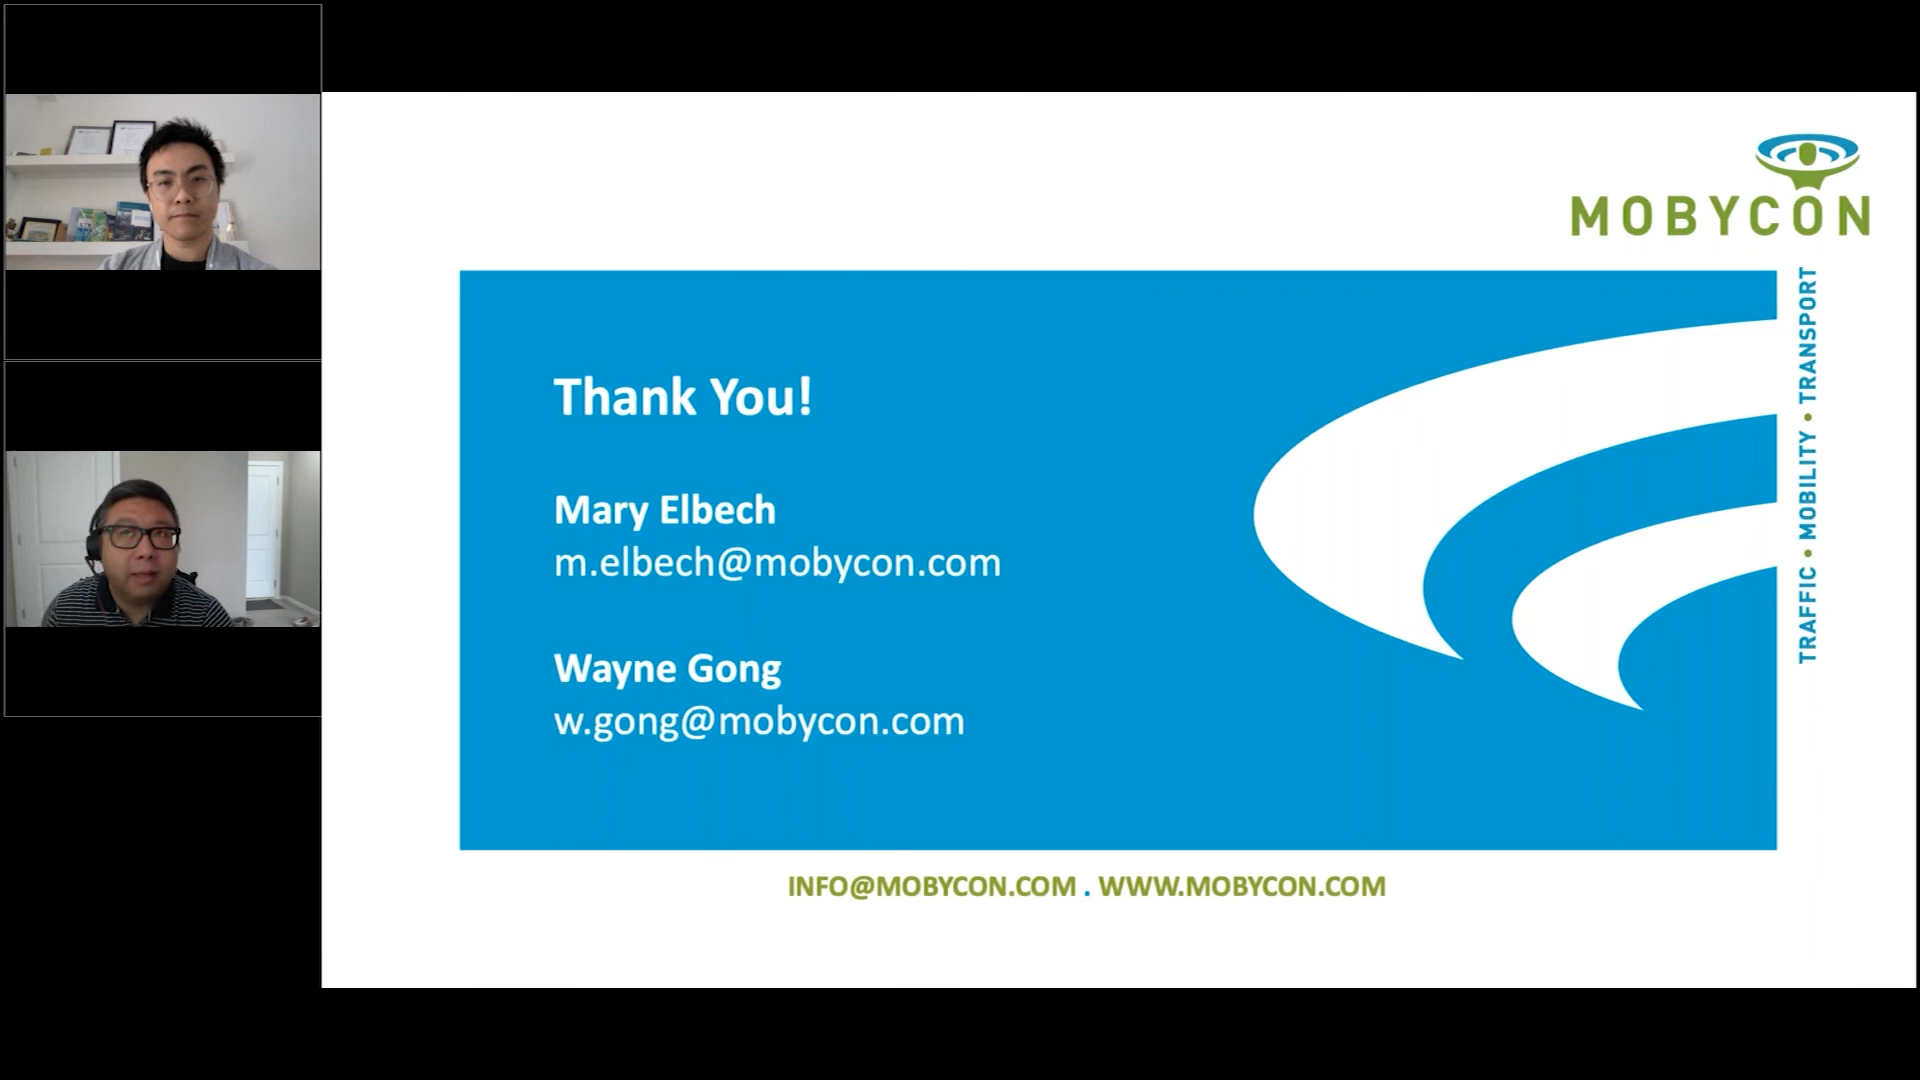 MOBYCON
TRAFFIC • MOBILITY • TRANSPORT
Thank You!
Mary Elbech
m.elbech@mobycon.com
Wayne Gong
w.gong@mobycon.com
INFO@MOBYCON.COM . WWW.MOBYCON.COM